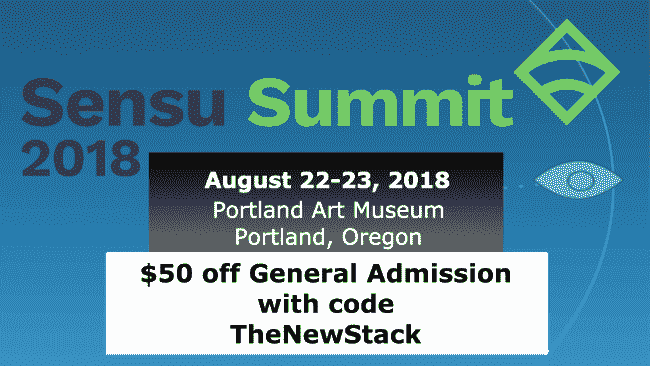 Sensu Summit
2018
August 22-23, 2018
Portland Art Museum
Portland, Oregon
$50 off General Admission
with code
TheNewStack